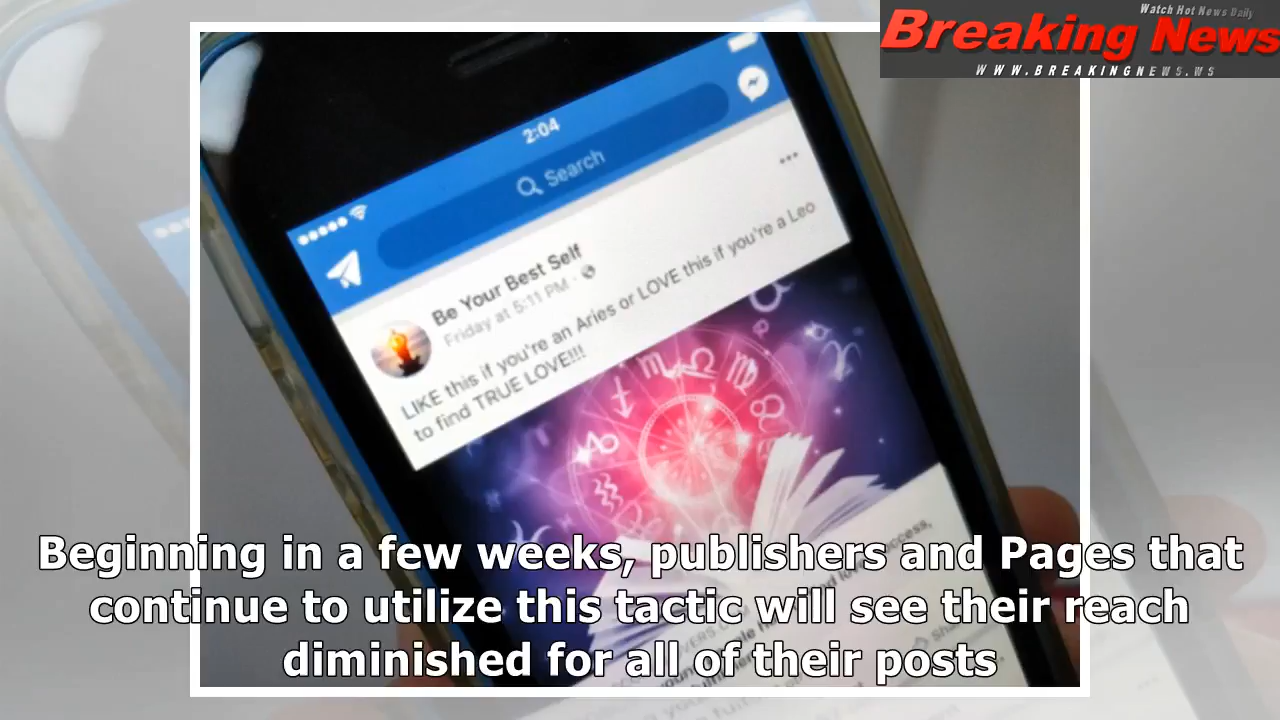 Watch Hot News Daily
Breaking News
WWW.BREAKINGNEWS.WS
2:04
Search
Be Your Best Self
Friday at 5:11 PM
LIKE this if you're an Aries or LOVE this if you're a Leo
to find TRUE LOVE!!!
Beginning in a few weeks, publishers and Pages that
continue to utilize this tactic will see their reach
diminished for all of their posts